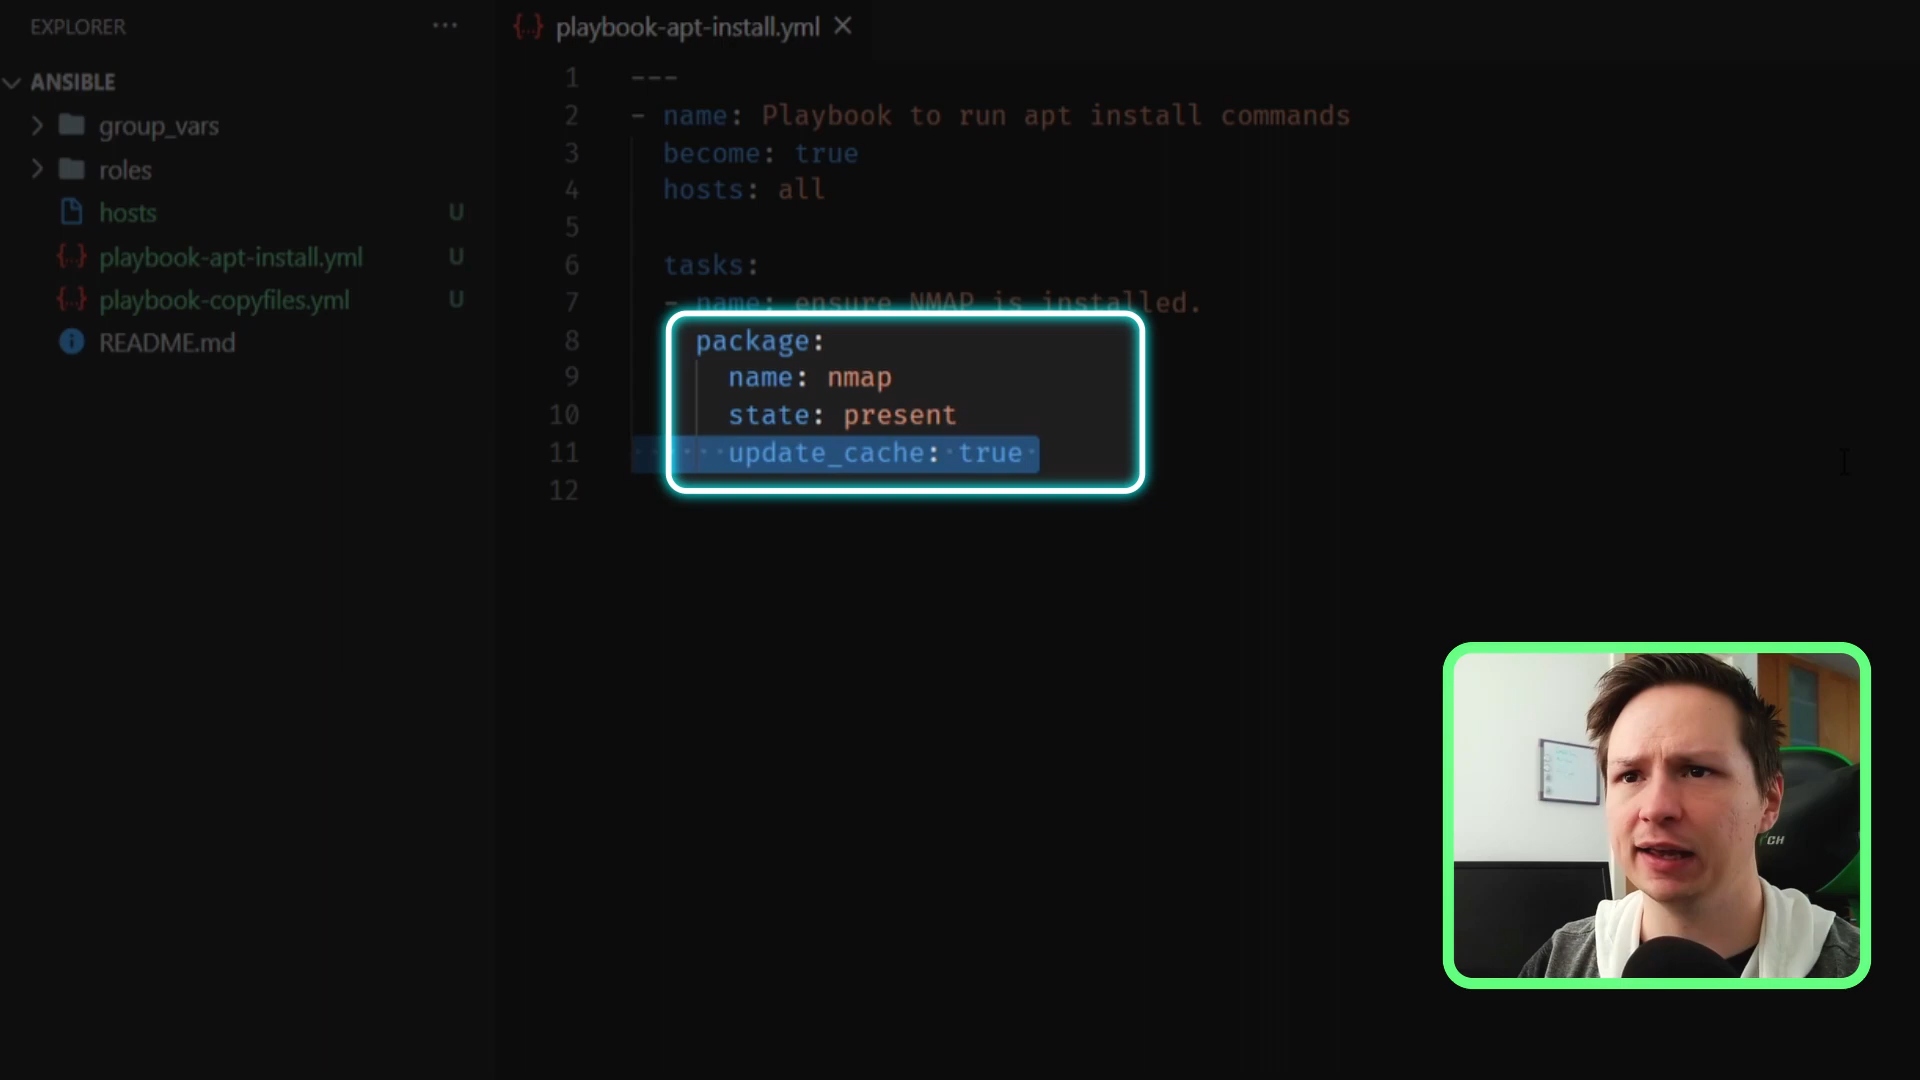 EXPLORER
ANSIBLE
group_vars
roles
hosts U
playbook-apt-install.yml U
playbook-copyfiles.yml U
README.md
playbook-apt-install.yml
1 ---
2 - name: Playbook to run apt install commands
3 become: true
4 hosts: all
5
6 tasks:
7 - name: ensure NMAP is installed.
8 package:
9 name: nmap
10 state: present
11 update_cache: true
12
CH